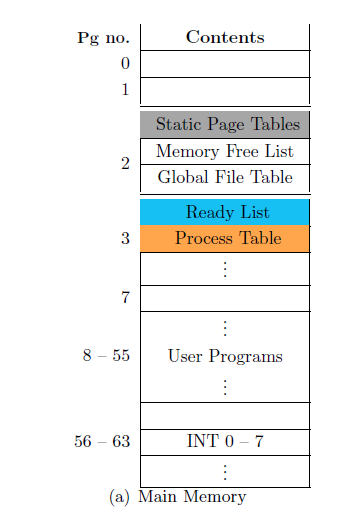 Pg no. Contents
0
1
Static Page Tables
2 Memory Free List
Global File Table
Ready List
3 Process Table
⋮
7
⋮
8 – 55 User Programs
⋮
56 – 63 INT 0 – 7
⋮
(a) Main Memory